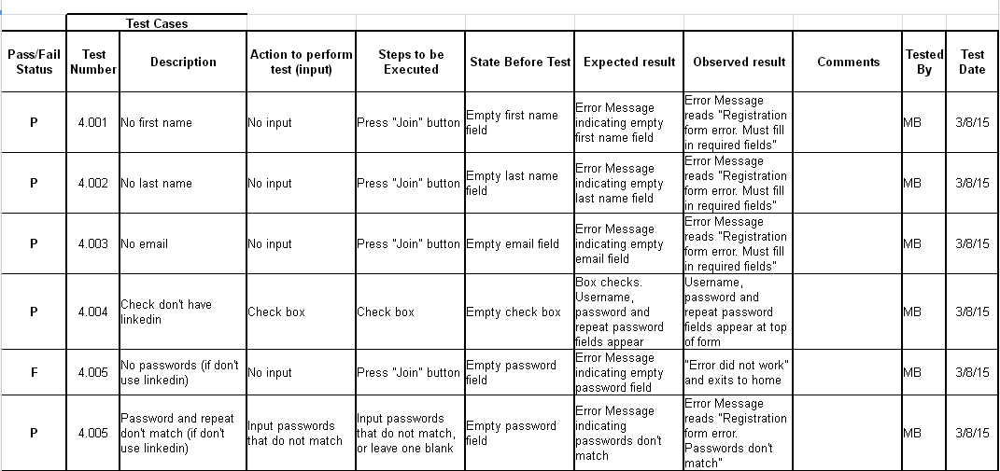 Test Cases
Pass/Fail Status
Test Number
Description
Action to perform test (input)
Steps to be Executed
State Before Test
Expected result
Observed result
Comments
Tested By
Test Date
P
4.001
No first name
No input
Press "Join" button
Empty first name field
Error Message indicating empty first name field
Error Message reads "Registration form error. Must fill in required fields"
MB
3/8/15
P
4.002
No last name
No input
Press "Join" button
Empty last name field
Error Message indicating empty last name field
Error Message reads "Registration form error. Must fill in required fields"
MB
3/8/15
P
4.003
No email
No input
Press "Join" button
Empty email field
Error Message indicating empty email field
Error Message reads "Registration form error. Must fill in required fields"
MB
3/8/15
P
4.004
Check don't have linkedin
Check box
Check box
Empty check box
Box checks. Username, password and repeat password fields appear
Username, password and repeat password fields appear at top of form
MB
3/8/15
F
4.005
No passwords (if don't use linkedin)
No input
Press "Join" button
Empty password field
Error Message indicating empty password field
"Error did not work" and exits to home
MB
3/8/15
P
4.005
Password and repeat don't match (if don't use linkedin)
Input passwords that do not match
Input passwords that do not match, or leave one blank
Empty password field
Error Message indicating passwords don't match
Error Message reads "Registration form error. Passwords don't match"
MB
3/8/15